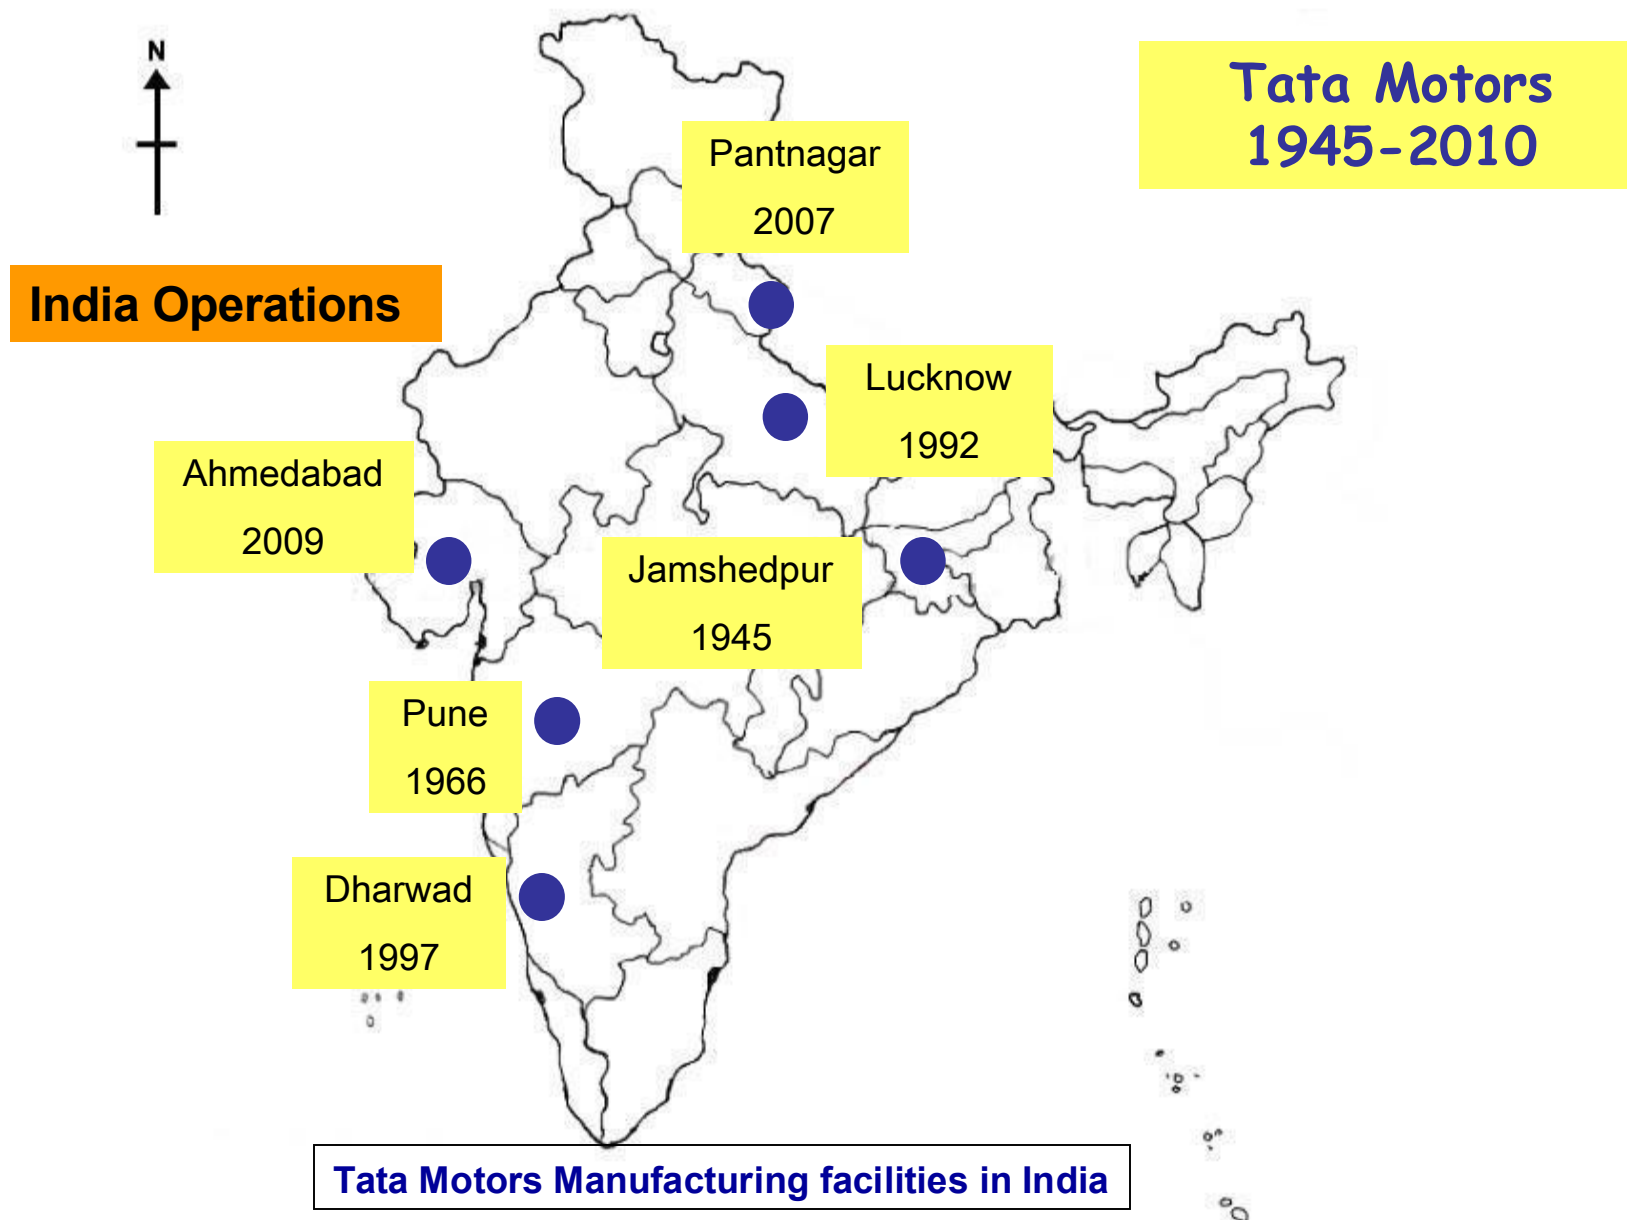 N
Tata Motors
1945-2010
Pantnagar
2007
India Operations
Lucknow
1992
Ahmedabad
2009
Jamshedpur
1945
Pune
1966
Dharwad
1997
Tata Motors Manufacturing facilities in India